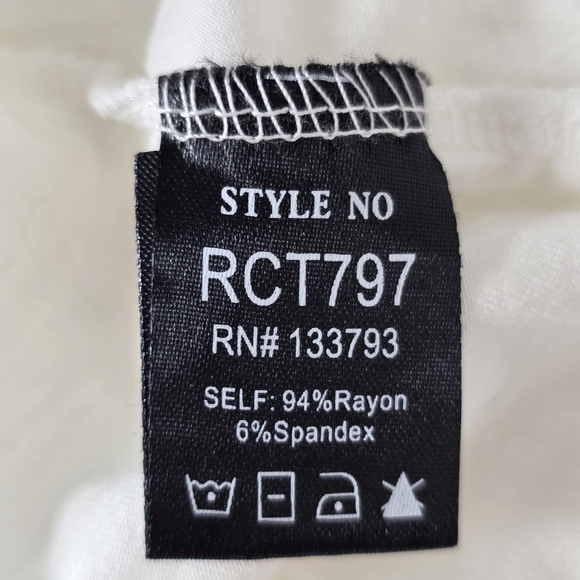 STYLE NO
RCT797
RN# 133793
SELF: 94%Rayon
6%Spandex